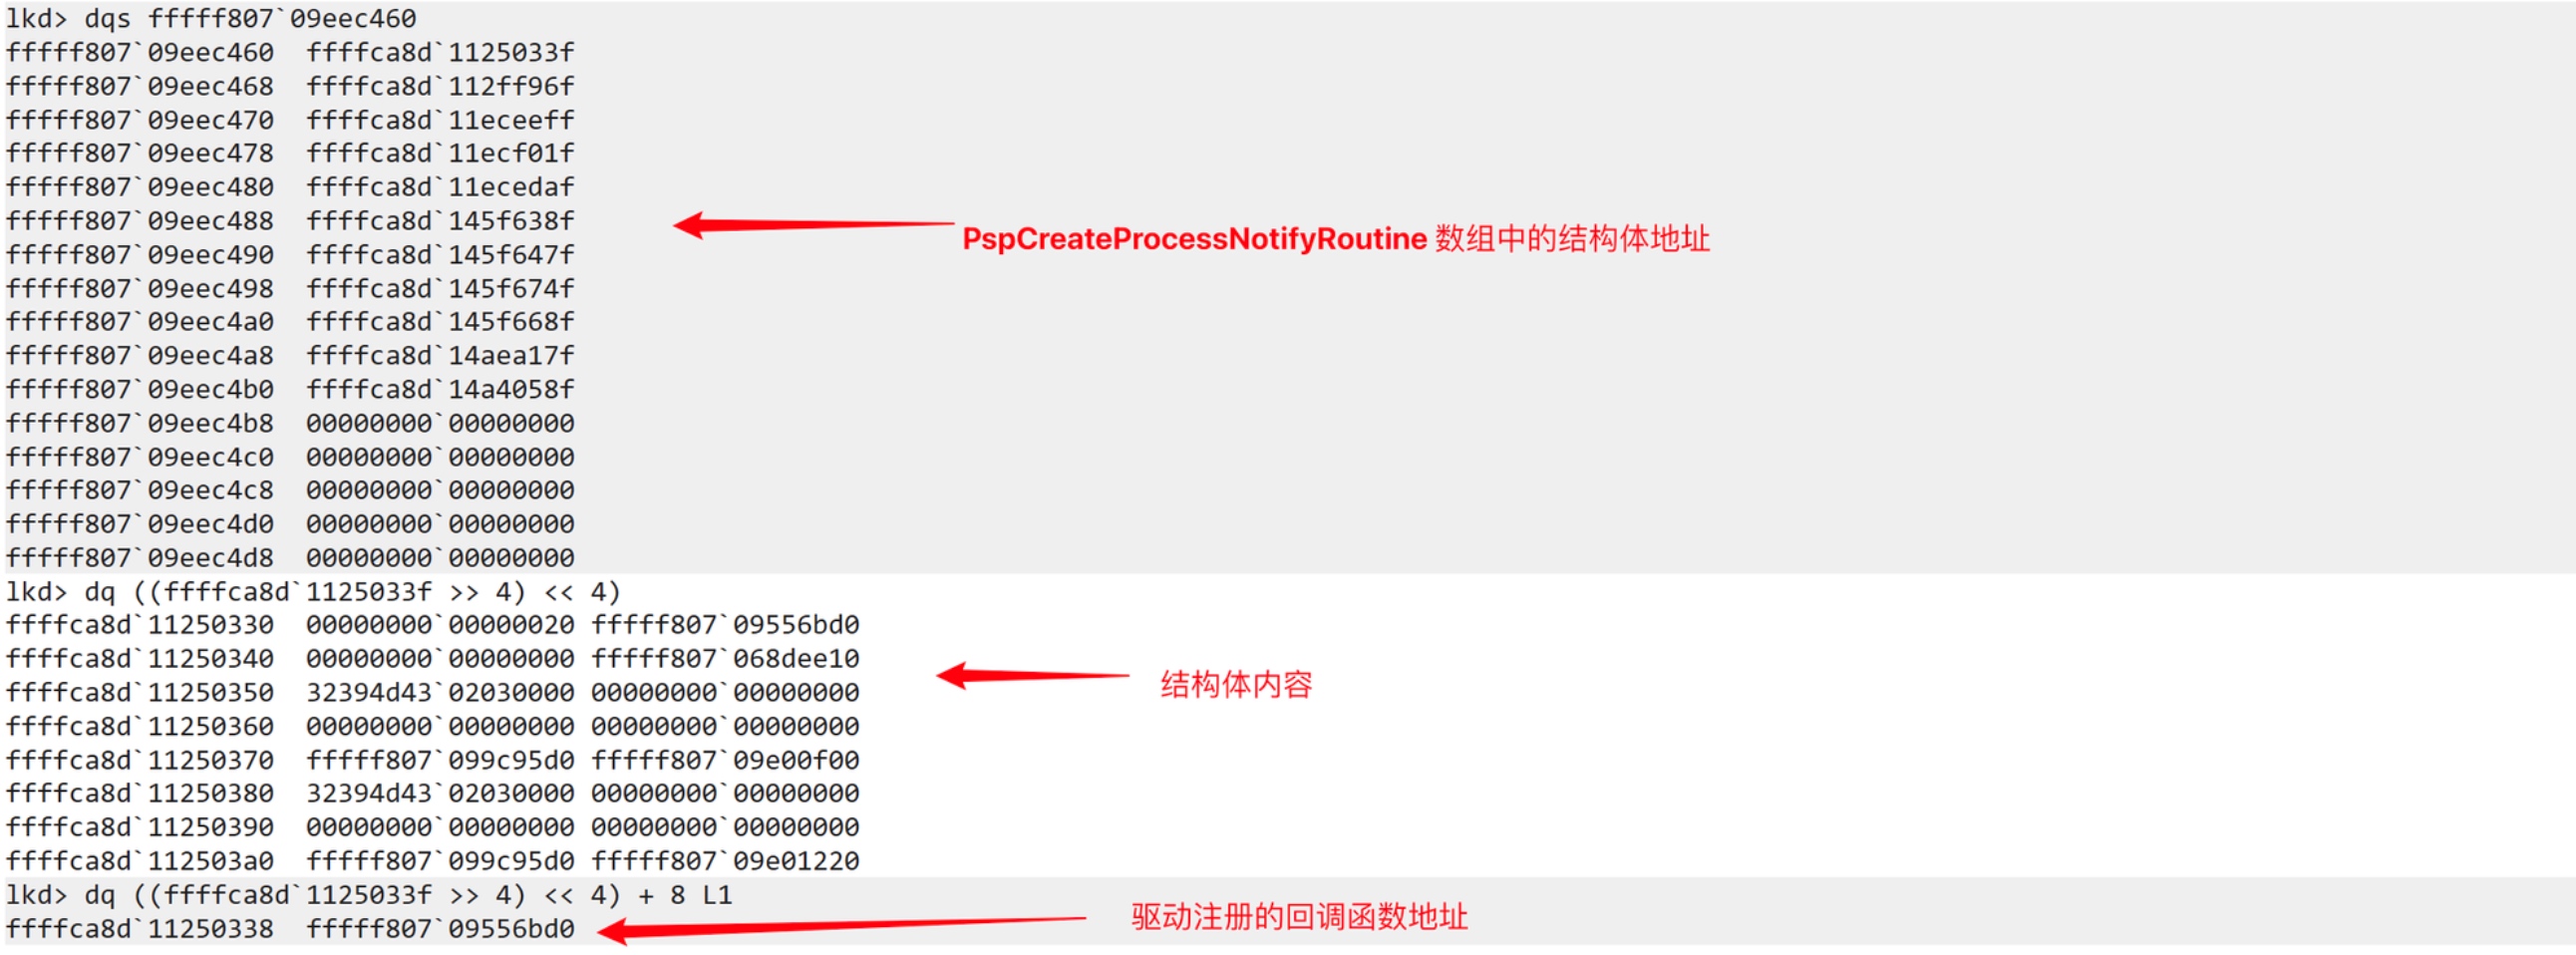 lkd> dqs fffff807`09eec460
fffff807`09eec460  ffffca8d`1125033f
fffff807`09eec468  ffffca8d`112ff96f
fffff807`09eec470  ffffca8d`11eceeff
fffff807`09eec478  ffffca8d`11ecf01f
fffff807`09eec480  ffffca8d`11ecedaf
fffff807`09eec488  ffffca8d`145f638f
PspCreateProcessNotifyRoutine 数组中的结构体地址
fffff807`09eec490  ffffca8d`145f647f
fffff807`09eec498  ffffca8d`145f674f
fffff807`09eec4a0  ffffca8d`145f668f
fffff807`09eec4a8  ffffca8d`14aea17f
fffff807`09eec4b0  ffffca8d`14a4058f
fffff807`09eec4b8  00000000`00000000
fffff807`09eec4c0  00000000`00000000
fffff807`09eec4c8  00000000`00000000
fffff807`09eec4d0  00000000`00000000
fffff807`09eec4d8  00000000`00000000
lkd> dq ((ffffca8d`1125033f >> 4) << 4)
ffffca8d`11250330  00000000`00000020 fffff807`09556bd0
ffffca8d`11250340  00000000`00000000 fffff807`068dee10
ffffca8d`11250350  32394d43`02030000 00000000`00000000
结构体内容
ffffca8d`11250360  00000000`00000000 00000000`00000000
ffffca8d`11250370  fffff807`099c95d0 fffff807`09e00f00
ffffca8d`11250380  32394d43`02030000 00000000`00000000
ffffca8d`11250390  00000000`00000000 00000000`00000000
ffffca8d`112503a0  fffff807`099c95d0 fffff807`09e01220
lkd> dq ((ffffca8d`1125033f >> 4) << 4) + 8 L1
ffffca8d`11250338  fffff807`09556bd0
驱动注册的回调函数地址